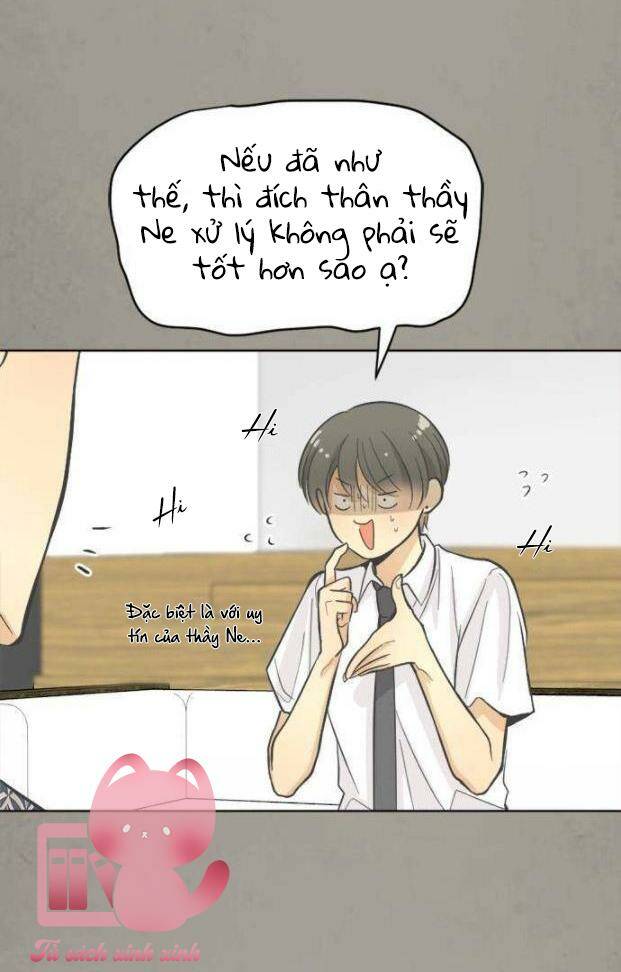 Nếu đã như
thế, thì đích thân thầy
Ne xử lý không phải sẽ
tốt hơn sao ạ?
Hi
Hi
Hi
Đặc biệt là với uy
tín của thầy Ne...
Tủ sách xinh xinh